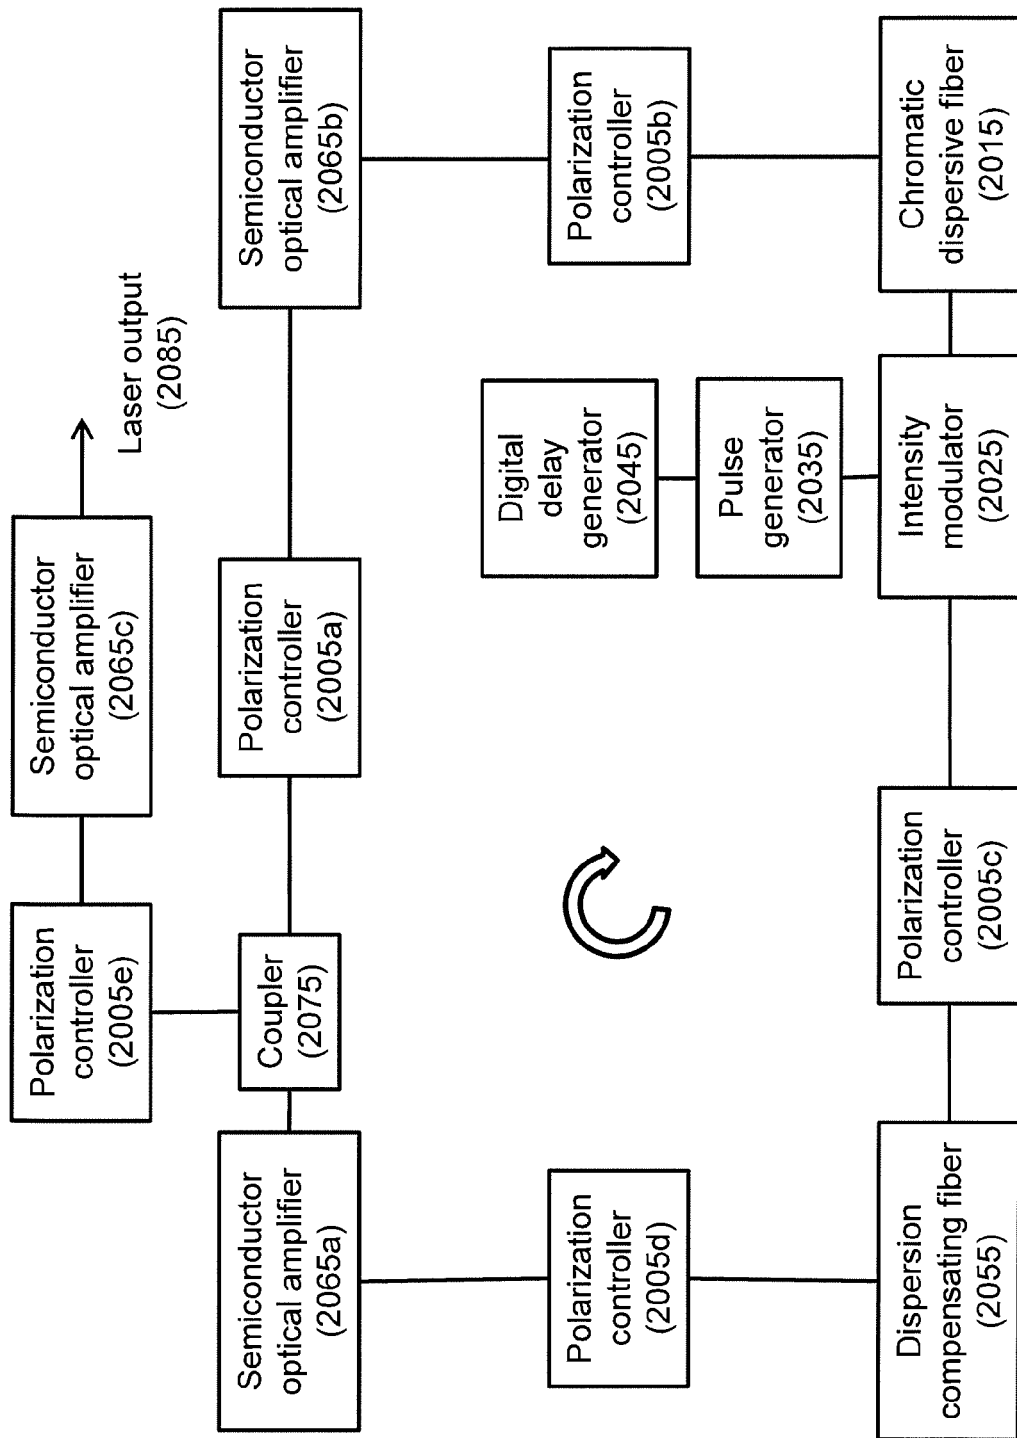 Polarization
controller
(2005e)
Semiconductor
optical amplifier
(2065c)
Laser output
(2085)
Semiconductor
optical amplifier
(2065a)
Coupler
(2075)
Polarization
controller
(2005a)
Semiconductor
optical amplifier
(2065b)
Polarization
controller
(2005d)
Digital
delay
generator
(2045)
Polarization
controller
(2005b)
Pulse
generator
(2035)
Dispersion
compensating fiber
(2055)
Polarization
controller
(2005c)
Intensity
modulator
(2025)
Chromatic
dispersive fiber
(2015)